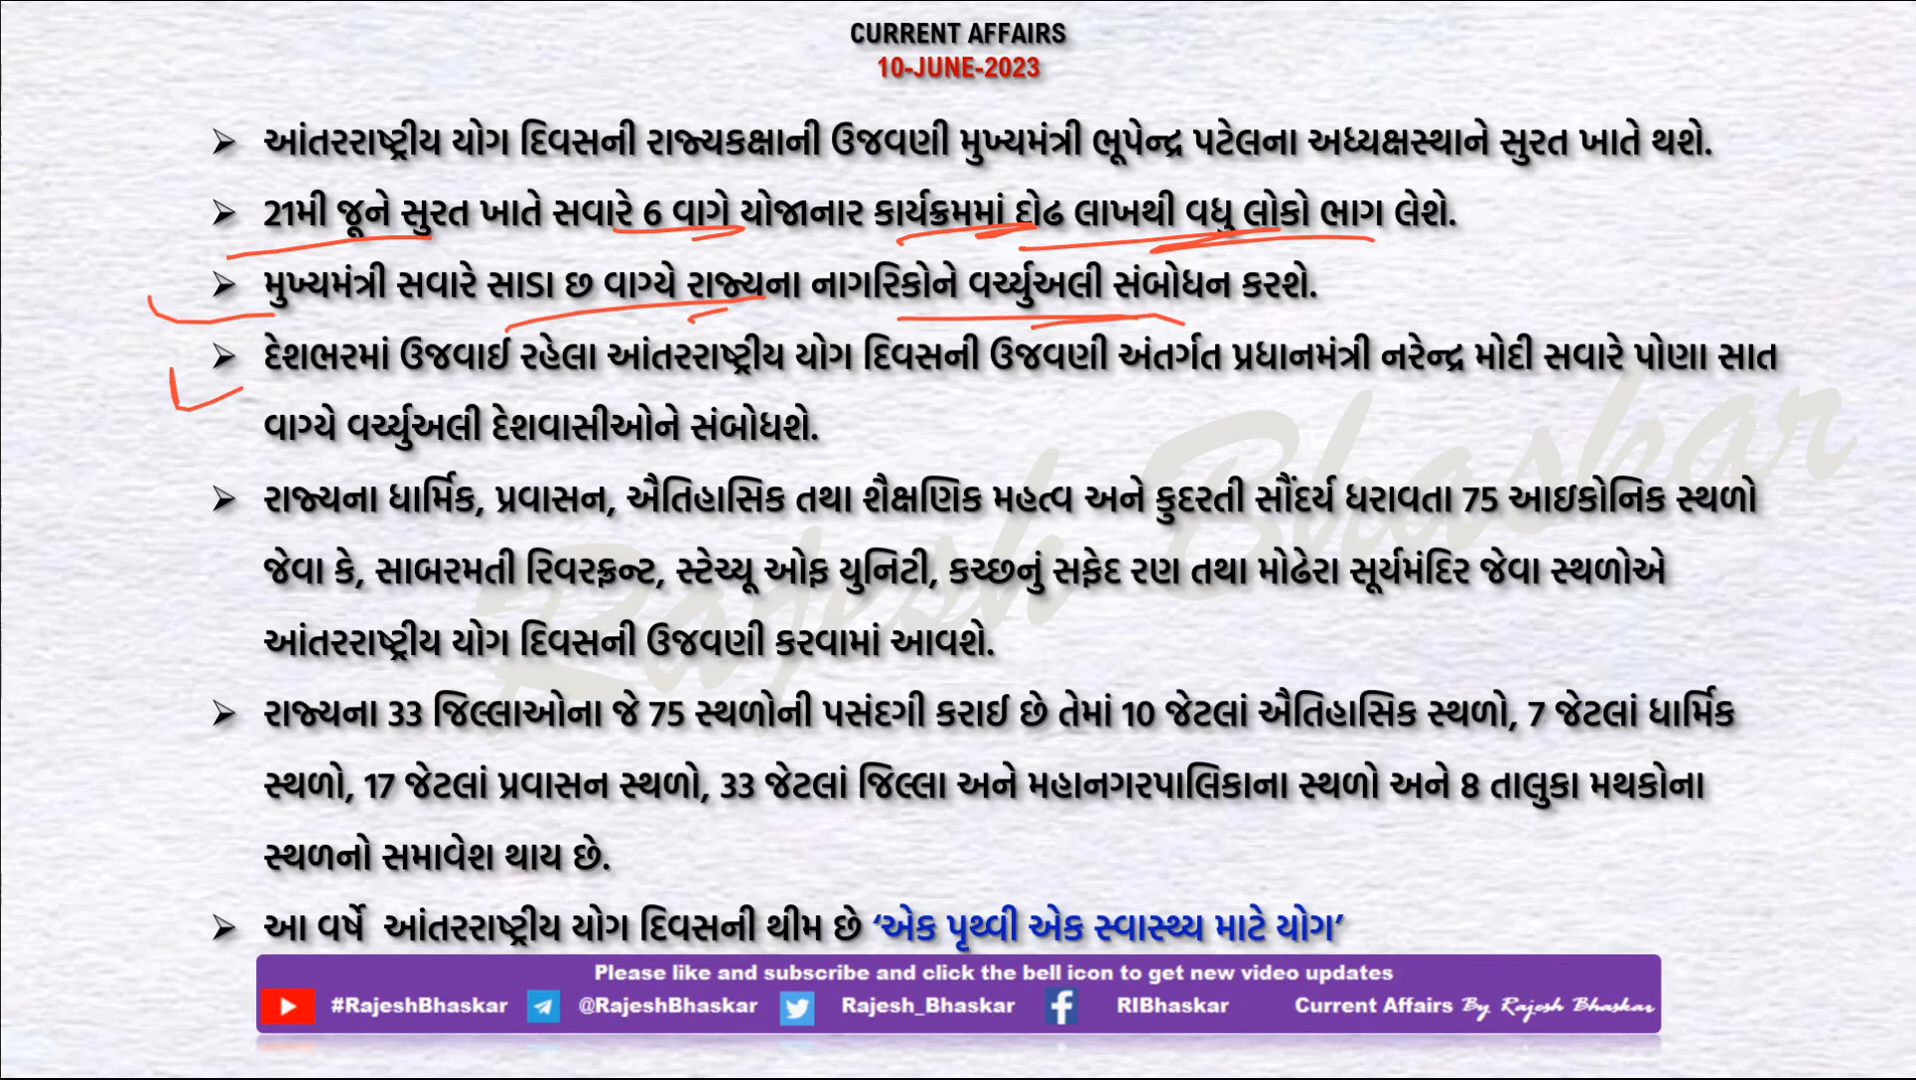 CURRENT AFFAIRS
10-JUNE-2023
➢ આંતરરાષ્ટ્રીય યોગ દિવસની રાજ્યકક્ષાની ઉજવણી મુખ્યમંત્રી ભૂપેન્દ્ર પટેલના અધ્યક્ષસ્થાને સુરત ખાતે થશે.
➢ 21મી જૂને સુરત ખાતે સવારે 6 વાગે યોજાનાર કાર્યક્રમમાં દોઢ લાખથી વધુ લોકો ભાગ લેશે.
➢ મુખ્યમંત્રી સવારે સાડા છ વાગ્યે રાજ્યના નાગરિકોને વર્ચ્યુઅલી સંબોધન કરશે.
➢ દેશભરમાં ઉજવાઈ રહેલા આંતરરાષ્ટ્રીય યોગ દિવસની ઉજવણી અંતર્ગત પ્રધાનમંત્રી નરેન્દ્ર મોદી સવારે પોણા સાત
વાગ્યે વર્ચ્યુઅલી દેશવાસીઓને સંબોધશે.
➢ રાજ્યના ધાર્મિક, પ્રવાસન, ઐતિહાસિક તથા શૈક્ષણિક મહત્વ અને કુદરતી સૌંદર્ય ધરાવતા 75 આઇકોનિક સ્થળો
જેવા કે, સાબરમતી રિવરફ્રન્ટ, સ્ટેચ્યૂ ઓફ યુનિટી, કચ્છનું સફેદ રણ તથા મોઢેરા સૂર્યમંદિર જેવા સ્થળોએ
આંતરરાષ્ટ્રીય યોગ દિવસની ઉજવણી કરવામાં આવશે.
➢ રાજ્યના 33 જિલ્લાઓના જે 75 સ્થળોની પસંદગી કરાઈ છે તેમાં 10 જેટલાં ઐતિહાસિક સ્થળો, 7 જેટલાં ધાર્મિક
સ્થળો, 17 જેટલાં પ્રવાસન સ્થળો, 33 જેટલાં જિલ્લા અને મહાનગરપાલિકાના સ્થળો અને 8 તાલુકા મથકોના
સ્થળનો સમાવેશ થાય છે.
➢ આ વર્ષે આંતરરાષ્ટ્રીય યોગ દિવસની થીમ છે ‘એક પૃથ્વી એક સ્વાસ્થ્ય માટે યોગ’
Rajesh Bhaskar
Please like and subscribe and click the bell icon to get new video updates
#RajeshBhaskar @RajeshBhaskar Rajesh_Bhaskar RIBhaskar Current Affairs By Rajesh Bhaskar